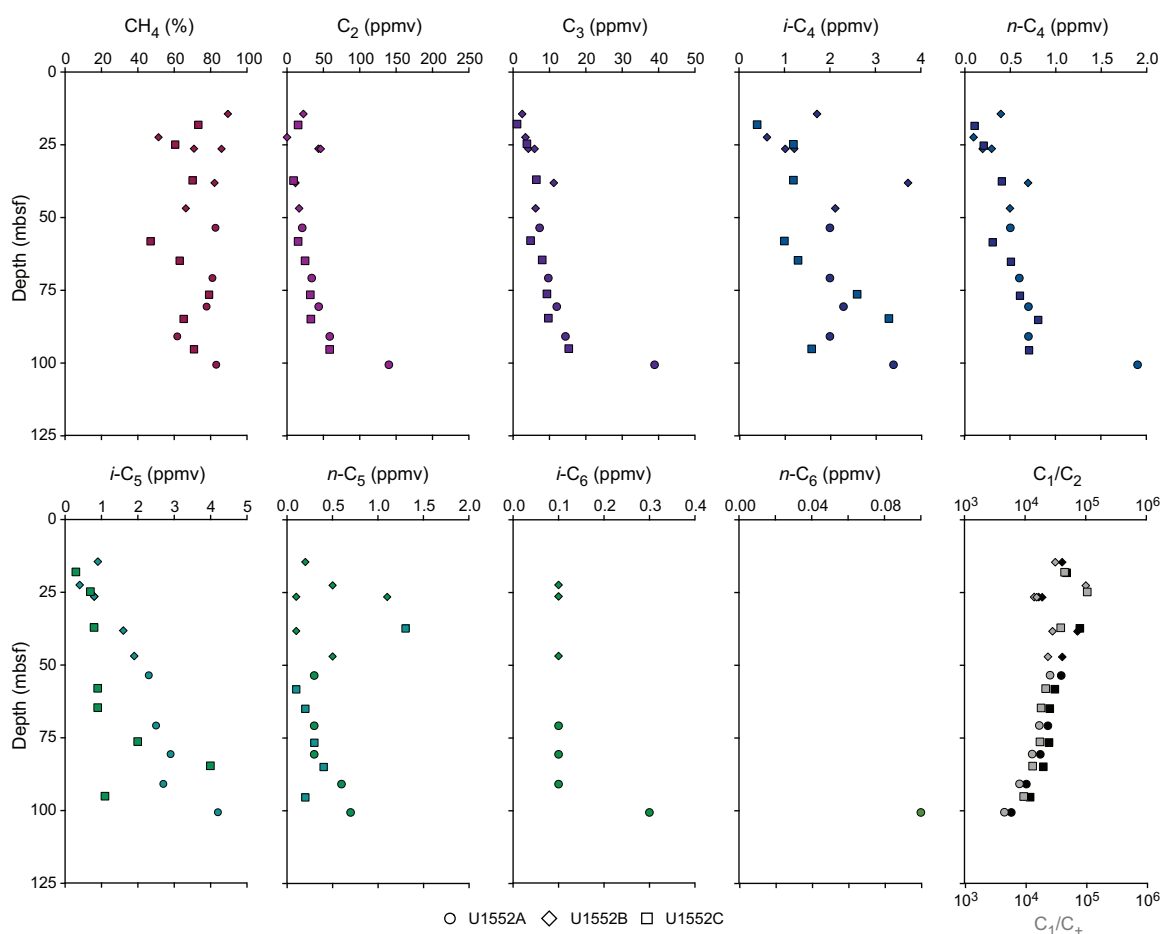 CH4 (%) C2 (ppmv) C3 (ppmv) i-C4 (ppmv) n-C4 (ppmv)
0 20 40 60 80 100 0 50 100 150 200 250 0 10 20 30 40 50 0 1 2 3 4 0.0 0.5 1.0 1.5 2.0
0
25
50
75
100
125
Depth (mbsf)
i-C5 (ppmv) n-C5 (ppmv) i-C6 (ppmv) n-C6 (ppmv) C1/C2
0 1 2 3 4 5 0.0 0.5 1.0 1.5 2.0 0.0 0.1 0.2 0.3 0.4 0.00 0.04 0.08 10³ 10⁴ 10⁵ 10⁶
0
25
50
75
100
125
Depth (mbsf)
10³ 10⁴ 10⁵ 10⁶
C1/C+
U1552A U1552B U1552C